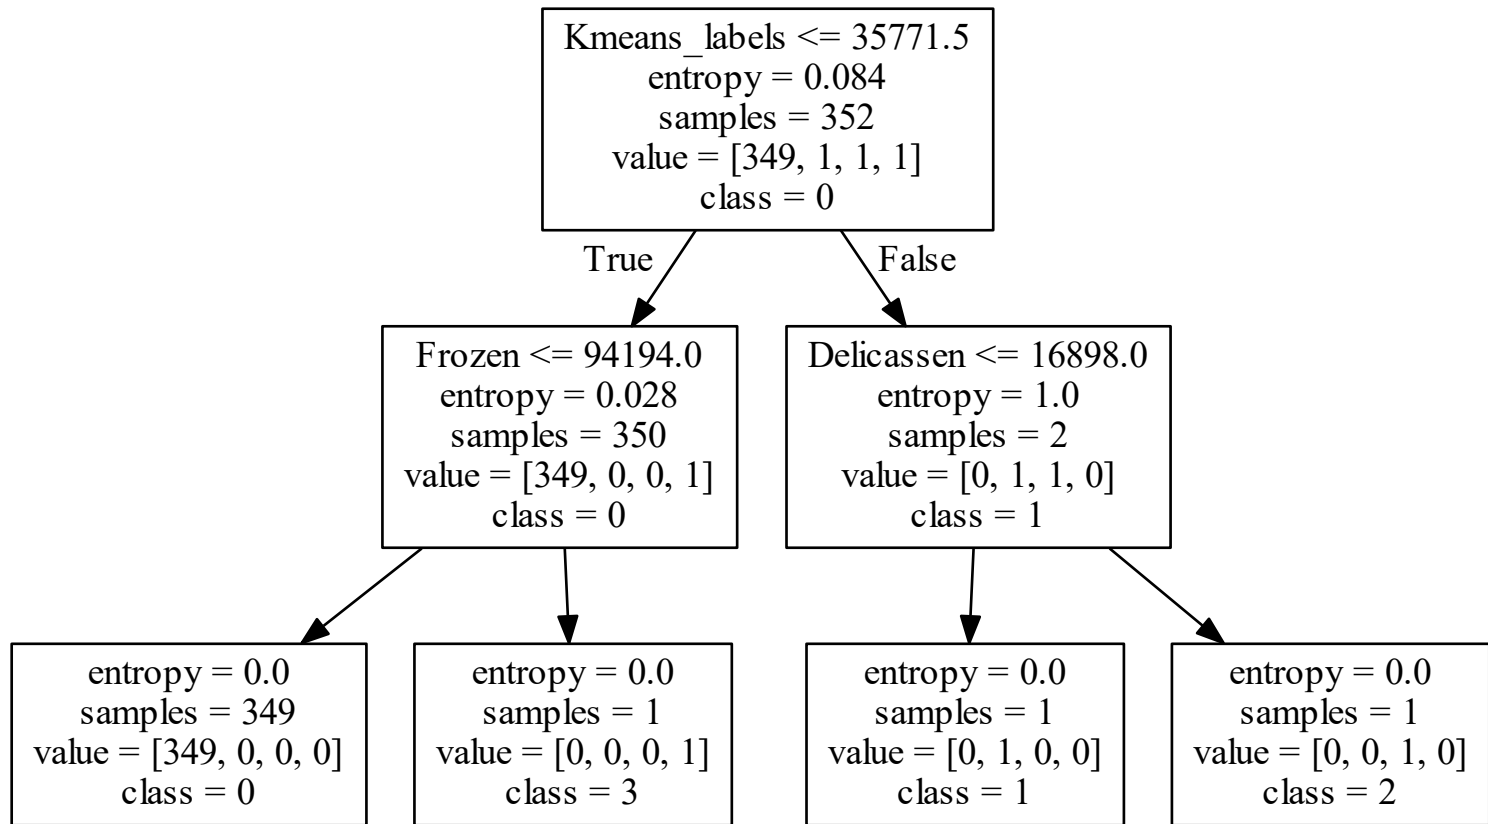 Kmeans_labels <= 35771.5
entropy = 0.084
samples = 352
value = [349, 1, 1, 1]
class = 0
True
False
Frozen <= 94194.0
entropy = 0.028
samples = 350
value = [349, 0, 0, 1]
class = 0
Delicassen <= 16898.0
entropy = 1.0
samples = 2
value = [0, 1, 1, 0]
class = 1
entropy = 0.0
samples = 349
value = [349, 0, 0, 0]
class = 0
entropy = 0.0
samples = 1
value = [0, 0, 0, 1]
class = 3
entropy = 0.0
samples = 1
value = [0, 1, 0, 0]
class = 1
entropy = 0.0
samples = 1
value = [0, 0, 1, 0]
class = 2